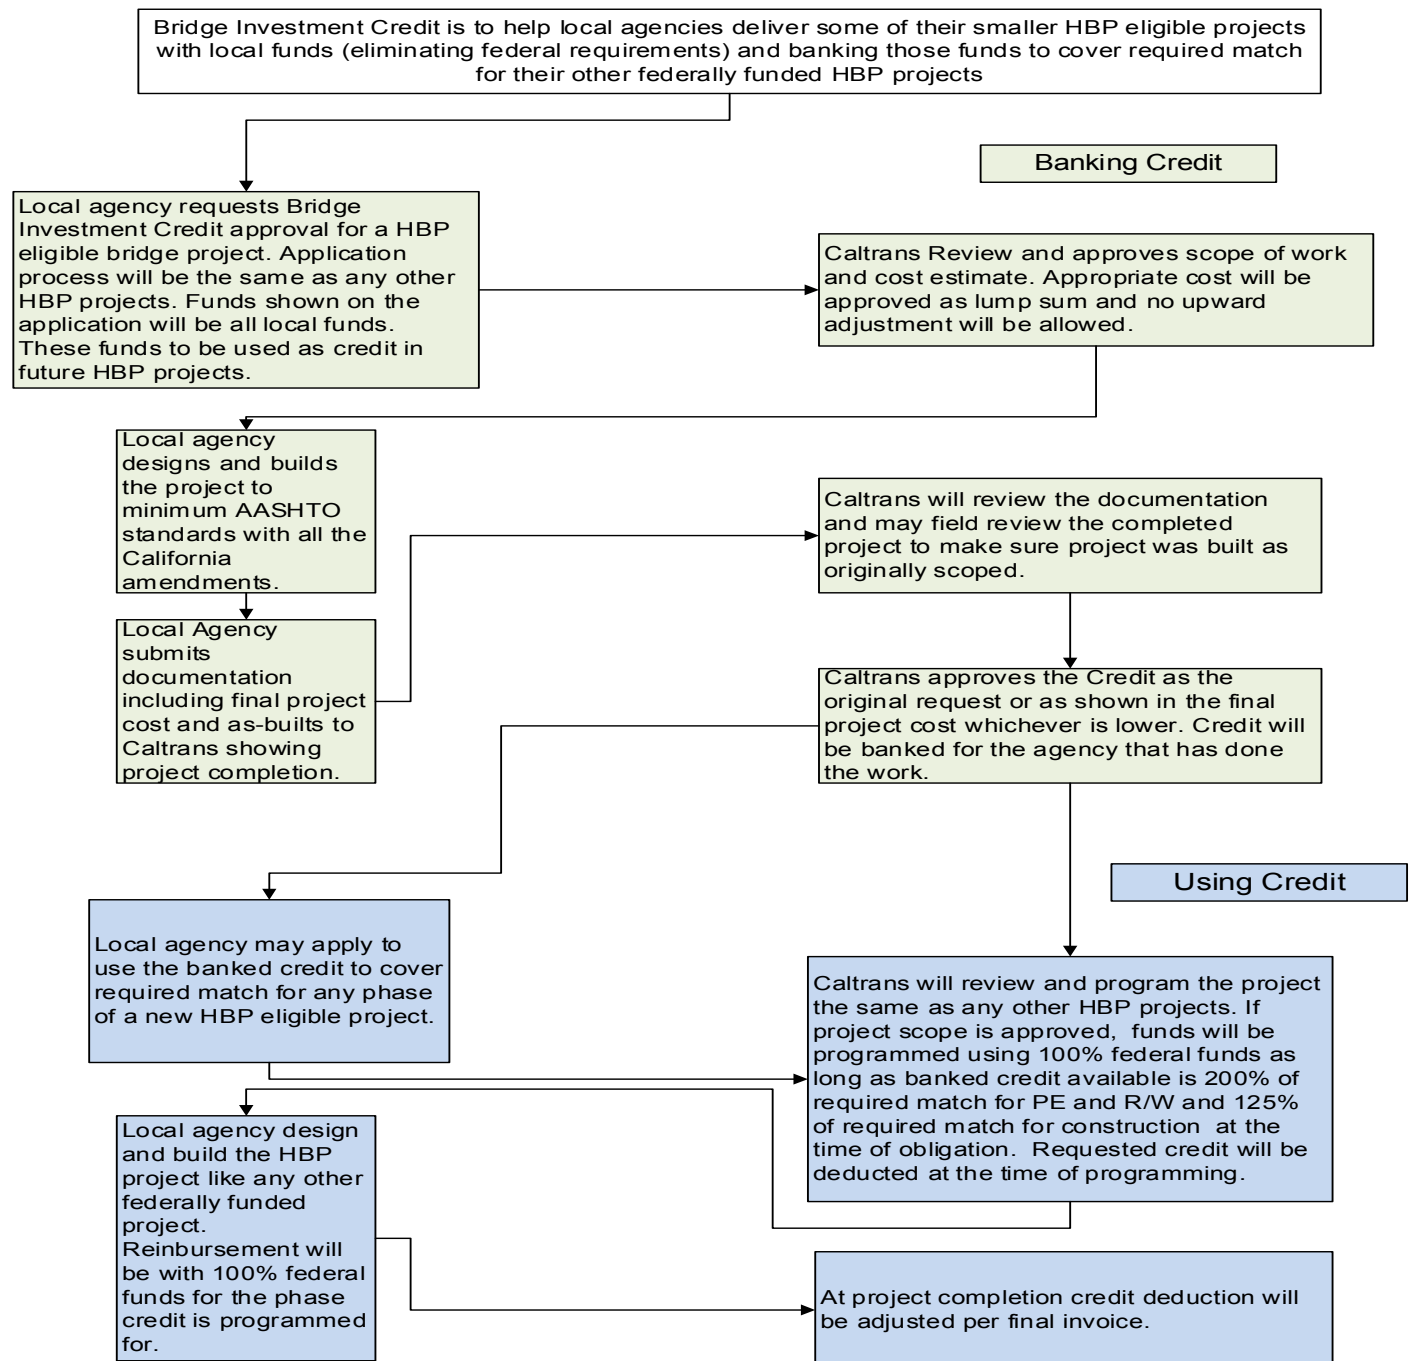 Bridge Investment Credit is to help local agencies deliver some of their smaller HBP eligible projects
with local funds (eliminating federal requirements) and banking those funds to cover required match
for their other federally funded HBP projects
Banking Credit
Local agency requests Bridge
Investment Credit approval for a HBP
eligible bridge project. Application
process will be the same as any other
HBP projects. Funds shown on the
application will be all local funds.
These funds to be used as credit in
future HBP projects.
Caltrans Review and approves scope of work
and cost estimate. Appropriate cost will be
approved as lump sum and no upward
adjustment will be allowed.
Local agency
designs and builds
the project to
minimum AASHTO
standards with all the
California
amendments.
Caltrans will review the documentation
and may field review the completed
project to make sure project was built as
originally scoped.
Local Agency
submits
documentation
including final project
cost and as-builts to
Caltrans showing
project completion.
Caltrans approves the Credit as the
original request or as shown in the final
project cost whichever is lower. Credit will
be banked for the agency that has done
the work.
Using Credit
Local agency may apply to
use the banked credit to cover
required match for any phase
of a new HBP eligible project.
Caltrans will review and program the project
the same as any other HBP projects. If
project scope is approved, funds will be
programmed using 100% federal funds as
long as banked credit available is 200% of
required match for PE and R/W and 125%
of required match for construction at the
time of obligation. Requested credit will be
deducted at the time of programming.
Local agency design
and build the HBP
project like any other
federally funded
project.
Reinbursement will
be with 100% federal
funds for the phase
credit is programmed
for.
At project completion credit deduction will
be adjusted per final invoice.